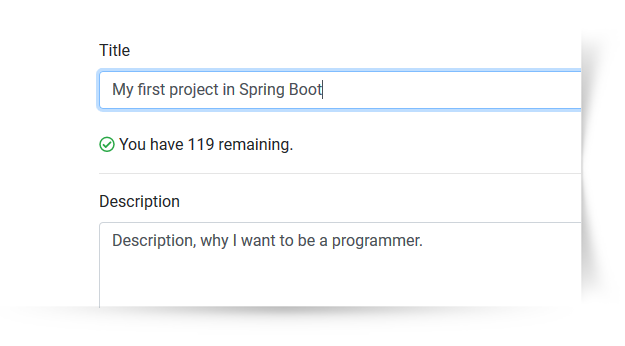 Title
My first project in Spring Boot
You have 119 remaining.
Description
Description, why I want to be a programmer.